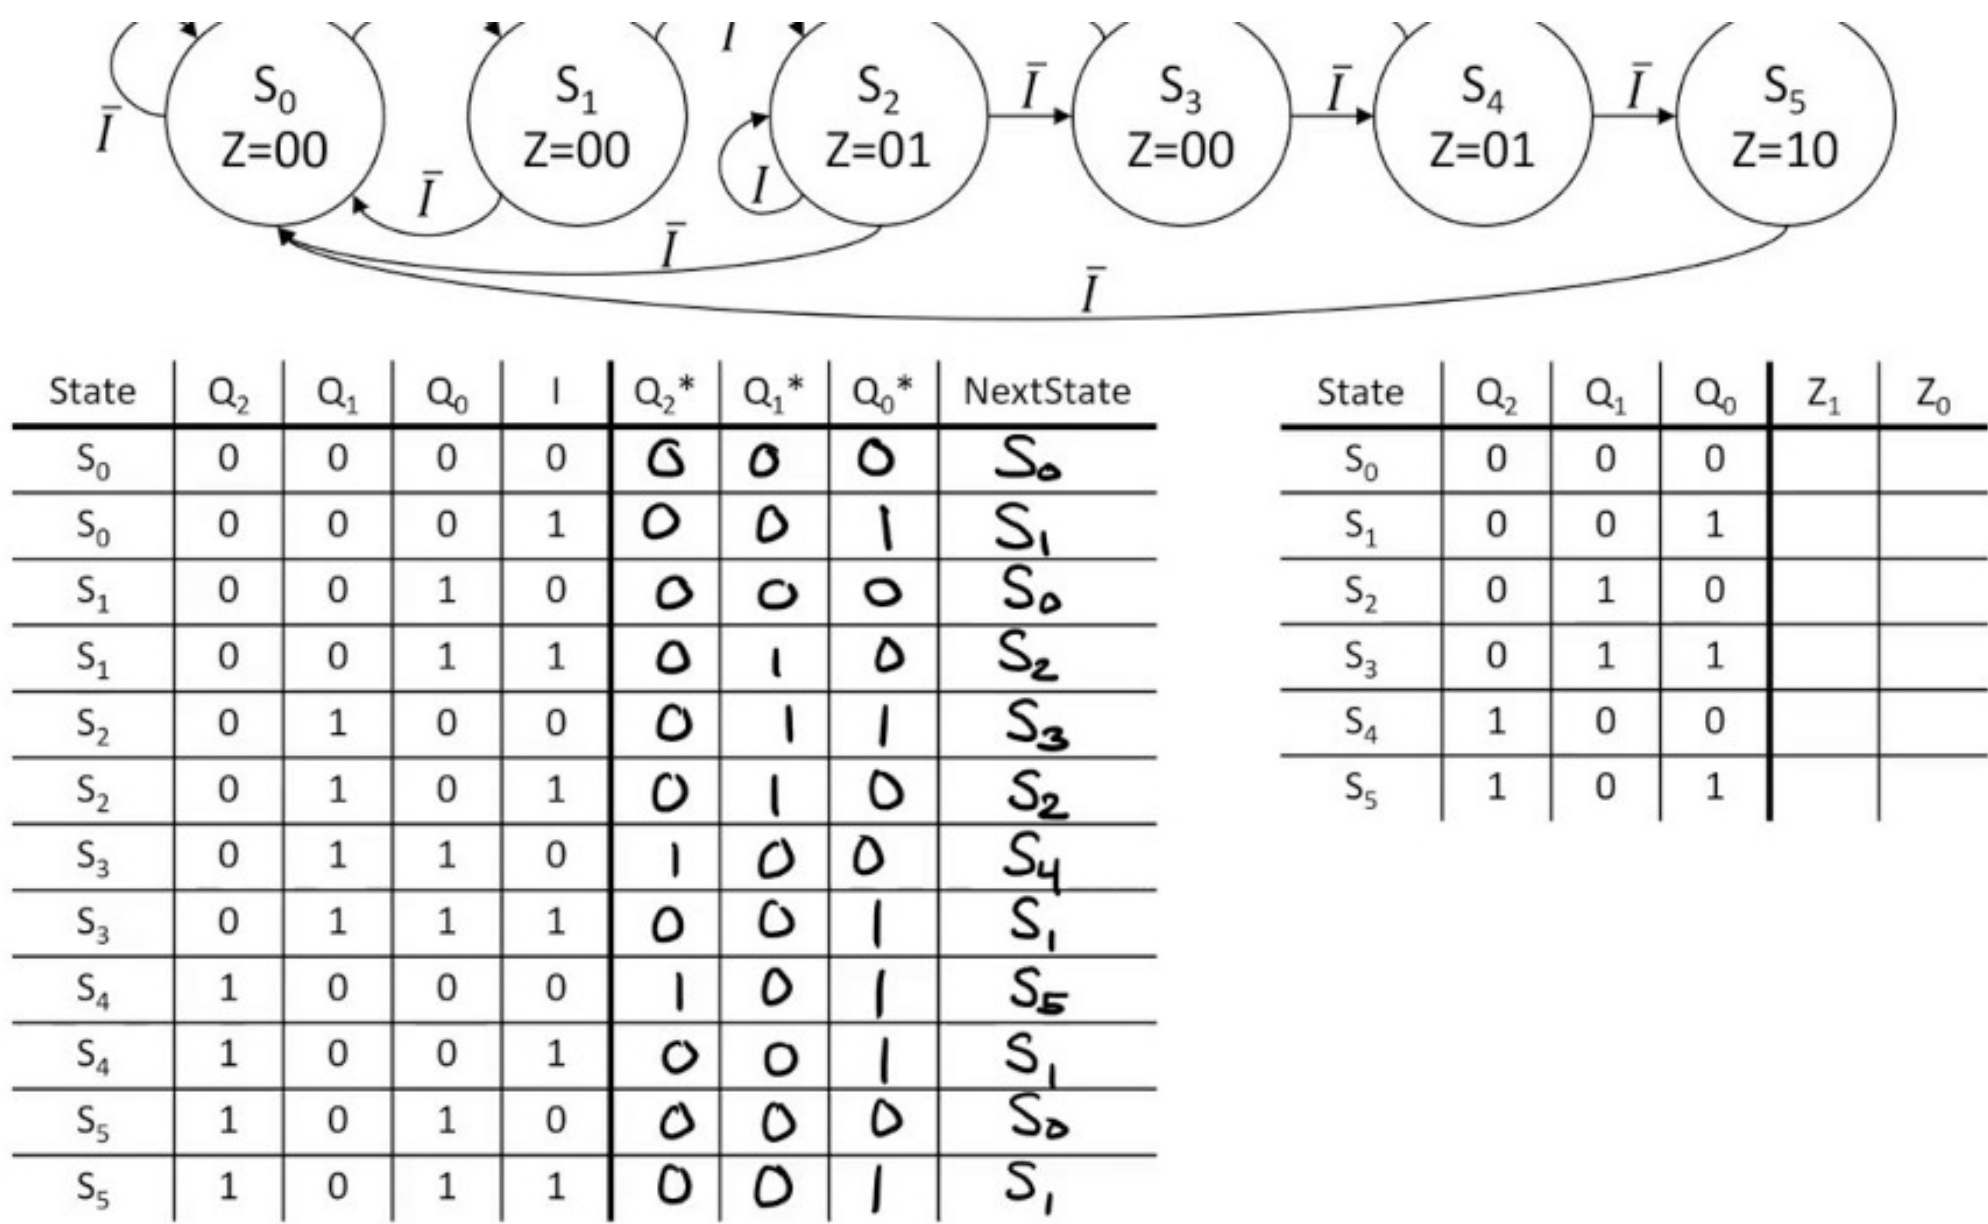 I
S0 S1 S2 Ī S3 Ī S4 Ī S5
Ī Z=00 Z=00 Z=01 Z=00 Z=01 Z=10
Ī I
Ī
Ī
State Q2 Q1 Q0 I Q2* Q1* Q0* NextState
S0 0 0 0 0 0 0 0 S0
S0 0 0 0 1 0 0 1 S1
S1 0 0 1 0 0 0 0 S0
S1 0 0 1 1 0 1 0 S2
S2 0 1 0 0 0 1 1 S3
S2 0 1 0 1 0 1 0 S2
S3 0 1 1 0 1 0 0 S4
S3 0 1 1 1 0 0 1 S1
S4 1 0 0 0 1 0 1 S5
S4 1 0 0 1 0 0 1 S1
S5 1 0 1 0 0 0 0 S0
S5 1 0 1 1 0 0 1 S1
State Q2 Q1 Q0 Z1 Z0
S0 0 0 0
S1 0 0 1
S2 0 1 0
S3 0 1 1
S4 1 0 0
S5 1 0 1